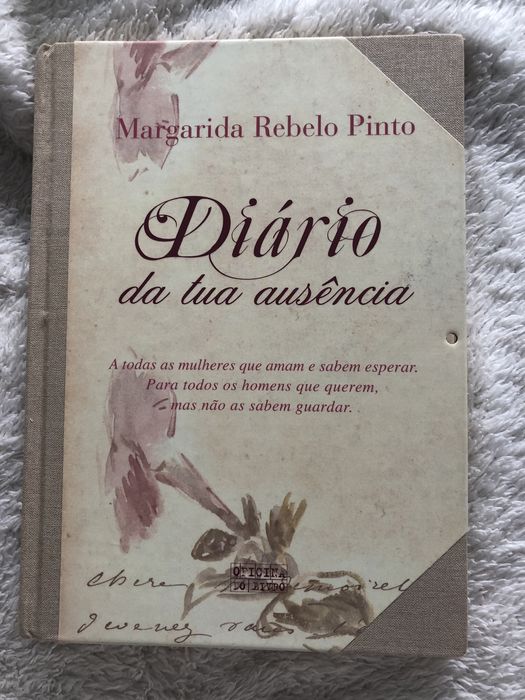 Margarida Rebelo Pinto
Diário
da tua ausência
A todas as mulheres que amam e sabem esperar.
Para todos os homens que querem,
mas não as sabem guardar.
OFICINA
DO LIVRO